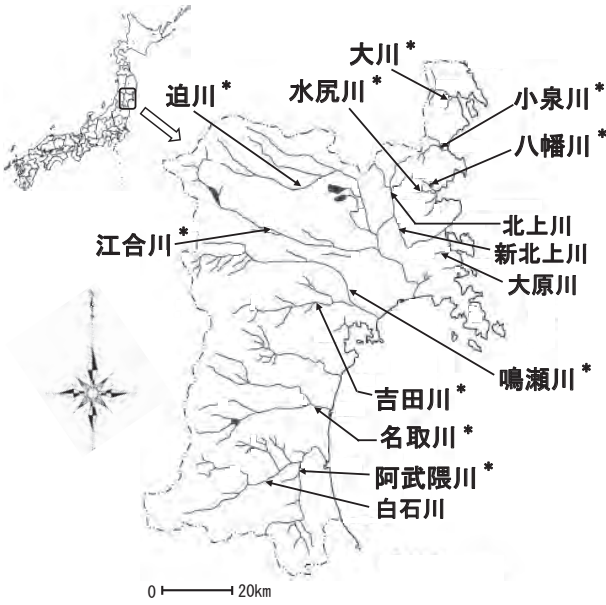 大川*
迫川*
水尻川*
小泉川*
八幡川*
北上川
江合川*
新北上川
大原川
鳴瀬川*
吉田川*
名取川*
阿武隈川*
白石川
0 20km